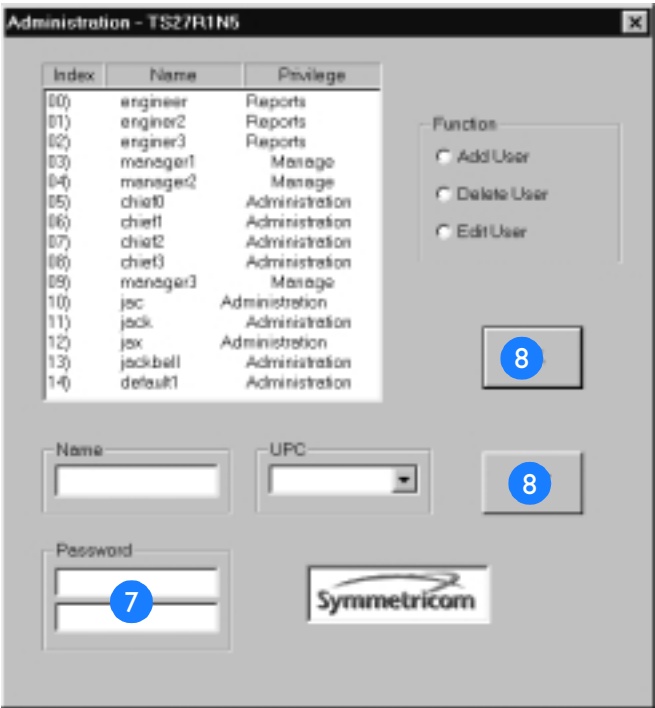 Administration - TS27R1N5
Index Name Privilege
00) engineer Reports
01) enginer2 Reports
02) enginer3 Reports
03) manager1 Manage
04) manager2 Manage
05) chief0 Administration
06) chief1 Administration
07) chief2 Administration
08) chief3 Administration
09) manager3 Manage
10) jac Administration
11) jack Administration
12) jax Administration
13) jackbell Administration
14) default1 Administration
Function
Add User
Delete User
Edit User
8
Name
UPC
8
Password
7
Symmetricom